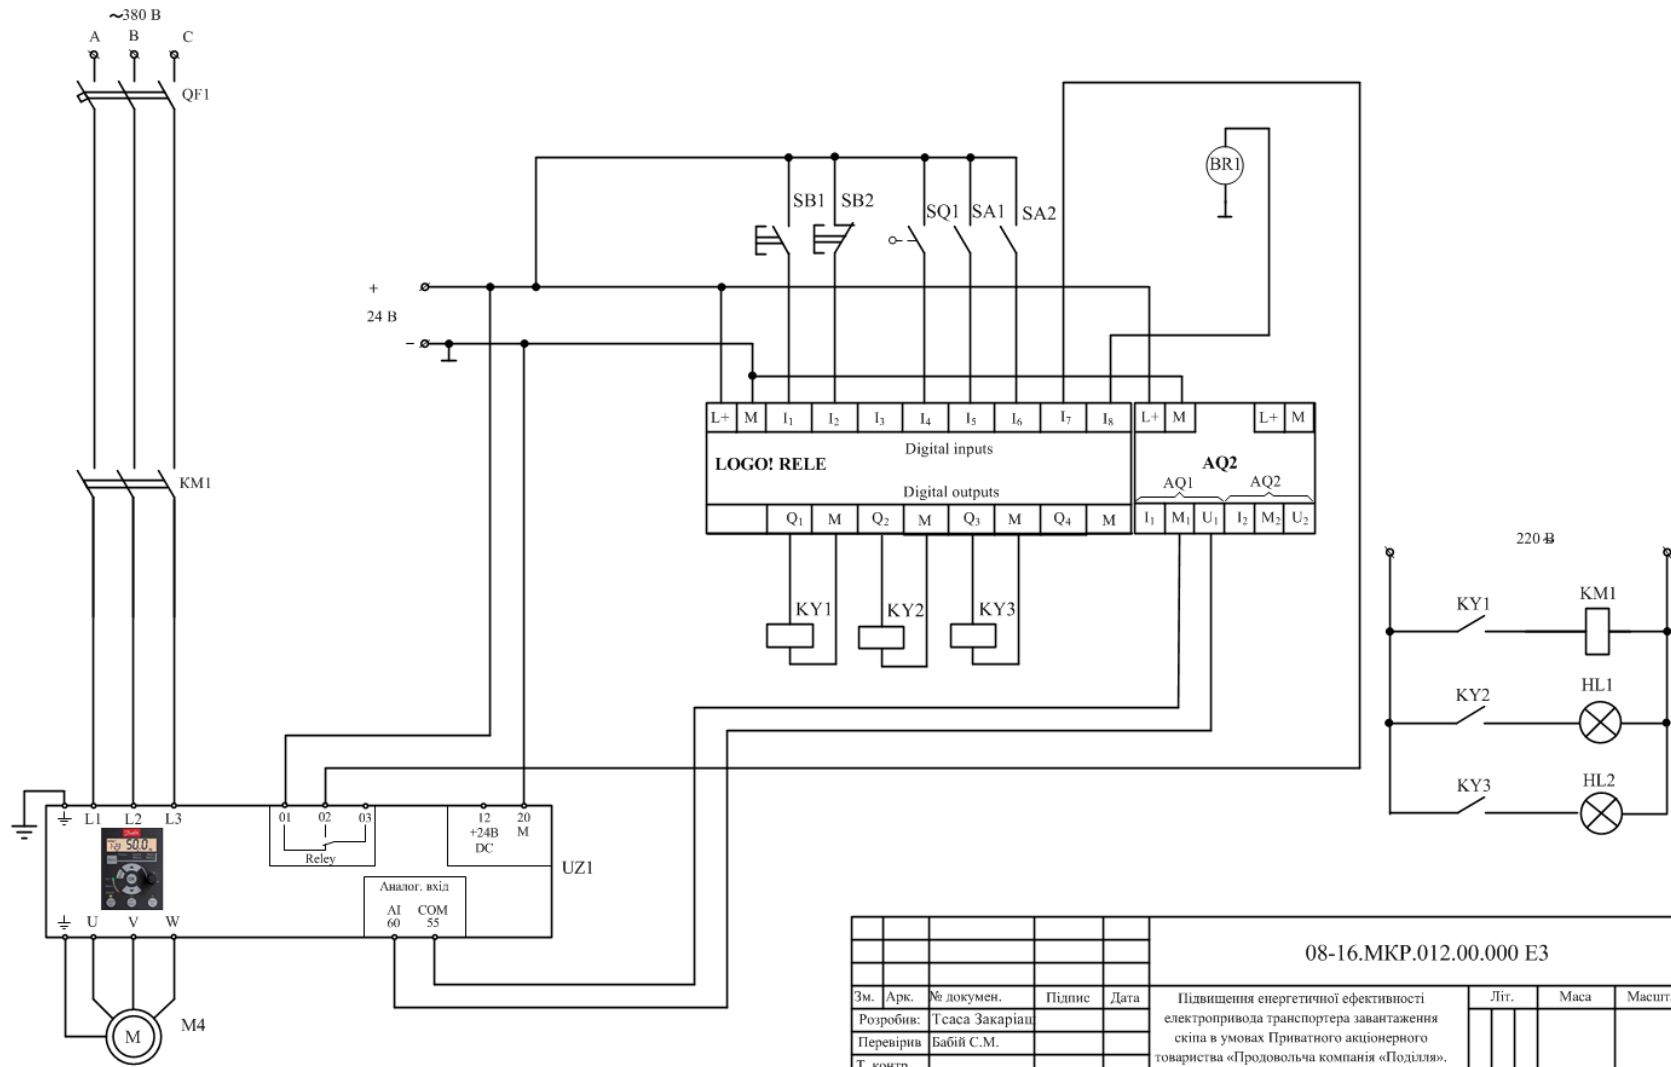 ~380 В
A B C
QF1
KM1
+
24 В
-
SB1 SB2 SQ1 SA1 SA2
BR1
L+ M I1 I2 I3 I4 I5 I6 I7 I8 L+ M L+ M
Digital inputs
LOGO! RELE
AQ2
Digital outputs
AQ1 AQ2
Q1 M Q2 M Q3 M Q4 M I1 M1 U1 I2 M2 U2
KY1 KY2 KY3
220 В
KY1 KM1
KY2 HL1
KY3 HL2
L1 L2 L3
01 02 03
Reley
12 20
+24В M
DC
UZ1
Danfoss
50.0
Аналог. вхід
AI COM
60 55
U V W
M
M4
08-16.МКР.012.00.000 Е3
Зм. Арк. № докумен. Підпис Дата
Розробив: Тсаса Закаріаш
Перевірив Бабій С.М.
Т. контр.
Підвищення енергетичної ефективності
електропривода транспортера завантаження
скіпа в умовах Приватного акціонерного
товариства «Продовольча компанія «Поділля».
Літ. Маса Масшт